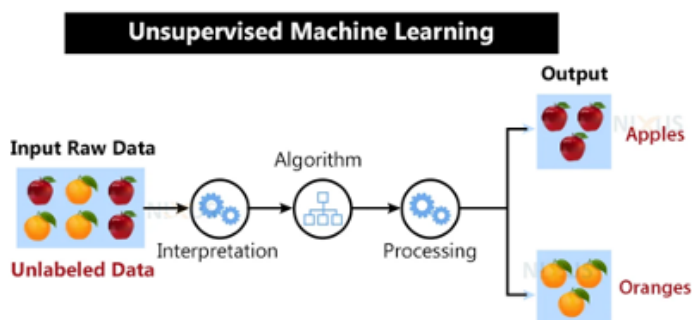 Unsupervised Machine Learning
Output
Apples
Input Raw Data
Algorithm
Interpretation
Processing
Unlabeled Data
Oranges